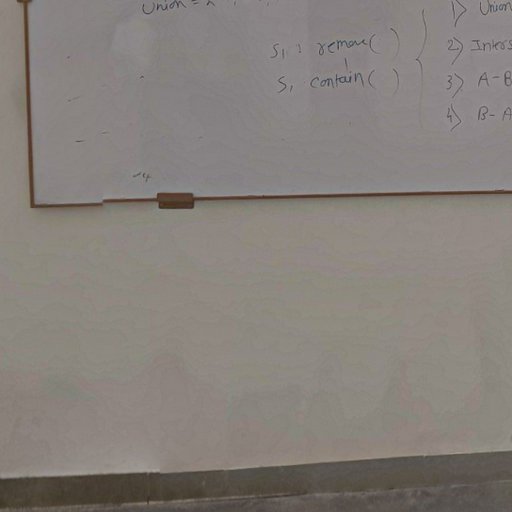 Union =
S1 : remove( )
S1 contain( )
1) Union
2) Inters
3) A-B
4) B-A